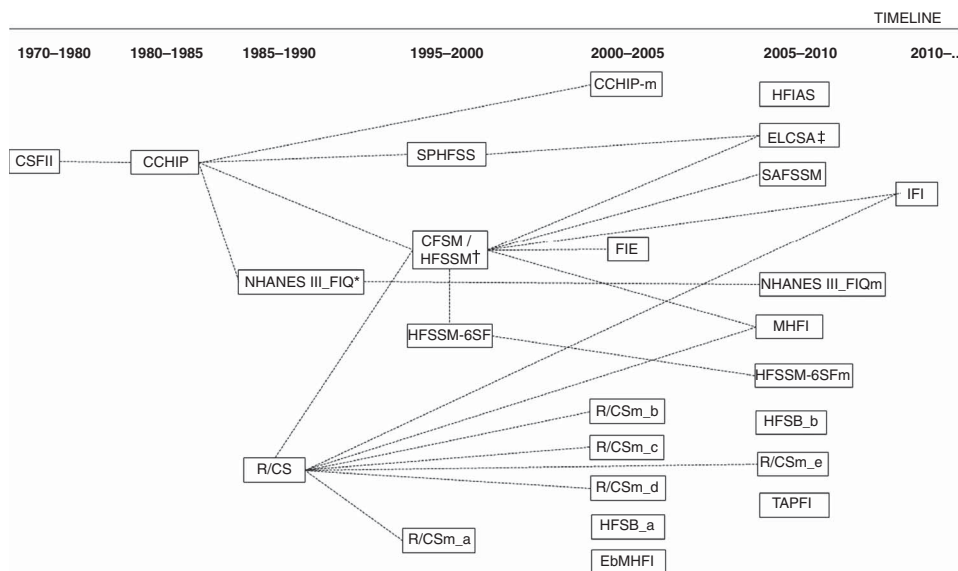 TIMELINE
1970–1980 1980–1985 1985–1990 1995–2000 2000–2005 2005–2010 2010–..
CCHIP-m
HFIAS
ELCSA‡
CSFII CCHIP SPHFSS
SAFSSM
IFI
CFSM /
HFSSM†
FIE
NHANES III_FIQ* NHANES III_FIQm
MHFI
HFSSM-6SF
HFSSM-6SFm
R/CSm_b
HFSB_b
R/CSm_c
R/CS R/CSm_e
R/CSm_d
TAPFI
HFSB_a
R/CSm_a
EbMHFI